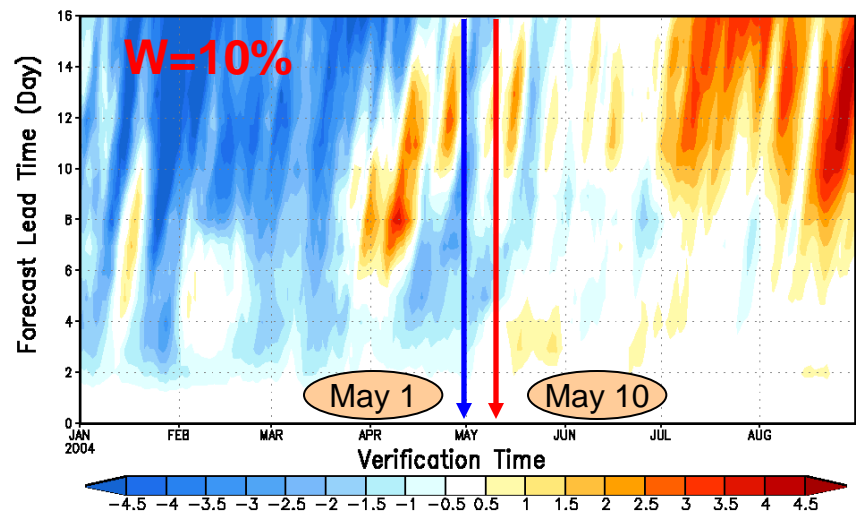 16
W=10%
14
12
10
8
6
4
2
0
Forecast Lead Time (Day)
May 1
May 10
JAN FEB MAR APR MAY JUN JUL AUG
2004
Verification Time
-4.5 -4 -3.5 -3 -2.5 -2 -1.5 -1 -0.5 0.5 1 1.5 2 2.5 3 3.5 4 4.5